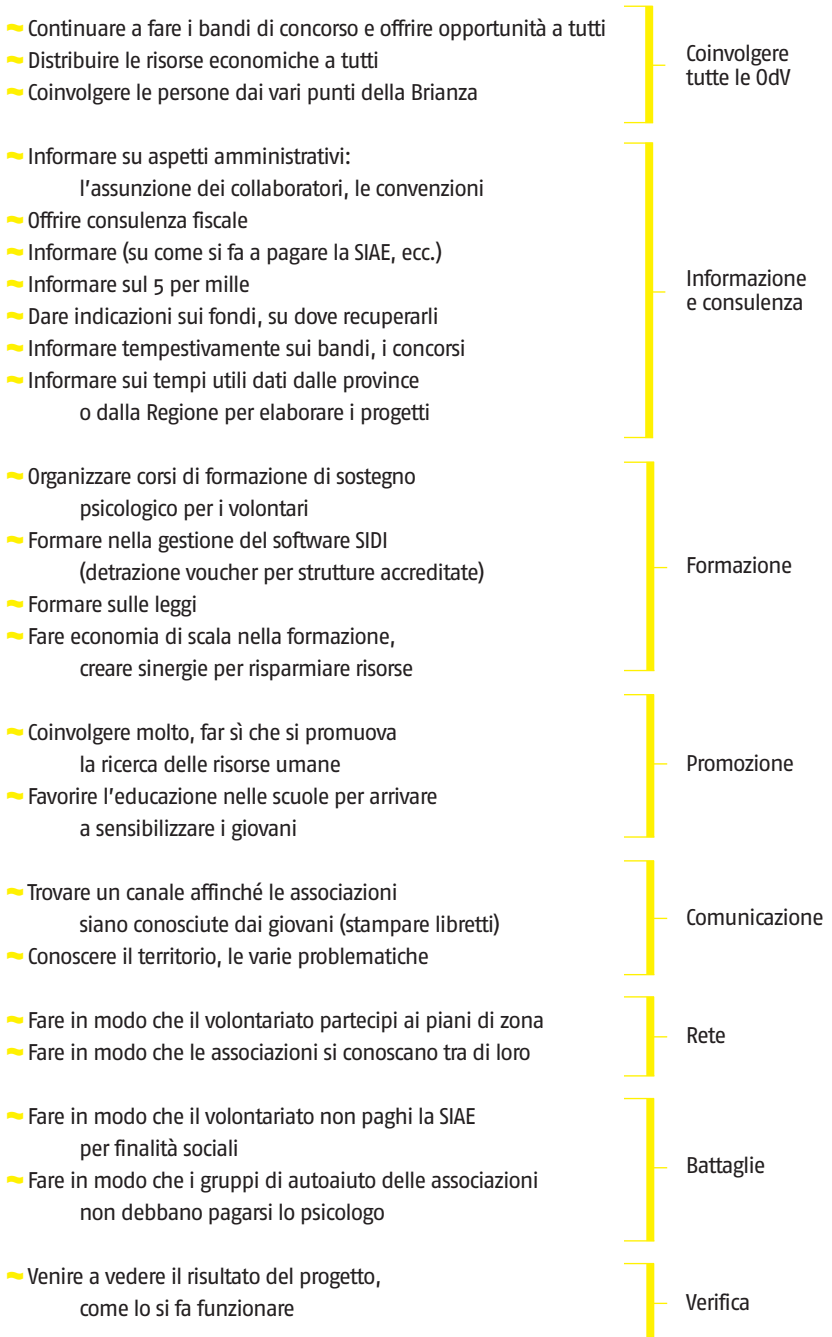 ~ Continuare a fare i bandi di concorso e offrire opportunità a tutti
~ Distribuire le risorse economiche a tutti
~ Coinvolgere le persone dai vari punti della Brianza
Coinvolgere
tutte le OdV
~ Informare su aspetti amministrativi:
l'assunzione dei collaboratori, le convenzioni
~ Offrire consulenza fiscale
~ Informare (su come si fa a pagare la SIAE, ecc.)
~ Informare sul 5 per mille
~ Dare indicazioni sui fondi, su dove recuperarli
~ Informare tempestivamente sui bandi, i concorsi
~ Informare sui tempi utili dati dalle province
o dalla Regione per elaborare i progetti
Informazione
e consulenza
~ Organizzare corsi di formazione di sostegno
psicologico per i volontari
~ Formare nella gestione del software SIDI
(detrazione voucher per strutture accreditate)
~ Formare sulle leggi
~ Fare economia di scala nella formazione,
creare sinergie per risparmiare risorse
Formazione
~ Coinvolgere molto, far sì che si promuova
la ricerca delle risorse umane
~ Favorire l'educazione nelle scuole per arrivare
a sensibilizzare i giovani
Promozione
~ Trovare un canale affinché le associazioni
siano conosciute dai giovani (stampare libretti)
~ Conoscere il territorio, le varie problematiche
Comunicazione
~ Fare in modo che il volontariato partecipi ai piani di zona
~ Fare in modo che le associazioni si conoscano tra di loro
Rete
~ Fare in modo che il volontariato non paghi la SIAE
per finalità sociali
~ Fare in modo che i gruppi di autoaiuto delle associazioni
non debbano pagarsi lo psicologo
Battaglie
~ Venire a vedere il risultato del progetto,
come lo si fa funzionare
Verifica